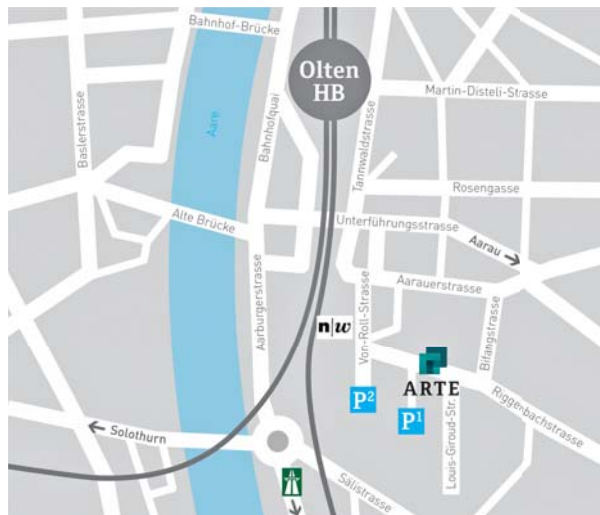 Bahnhof-Brücke
Olten
HB
Martin-Disteli-Strasse
Baslerstrasse
Aare
Bahnhofquai
Tannwaldstrasse
Rosengasse
Alte Brücke
Unterführungsstrasse
Aarau
Aarauerstrasse
Aarburgerstrasse
Von-Roll-Strasse
Bifangstrasse
n|w
ARTE
P2
P1
Riggenbachstrasse
Louis-Giroud-Str.
Solothurn
Sälistrasse